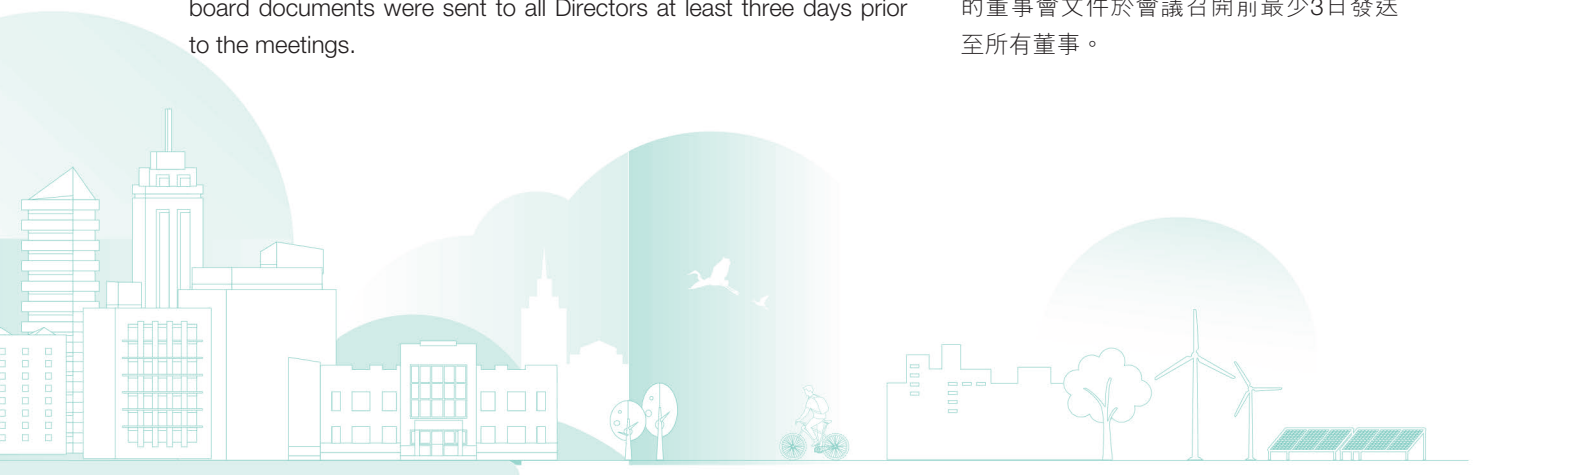 board documents were sent to all Directors at least three days prior
to the meetings.
的董事會文件於會議召開前最少3日發送
至所有董事。